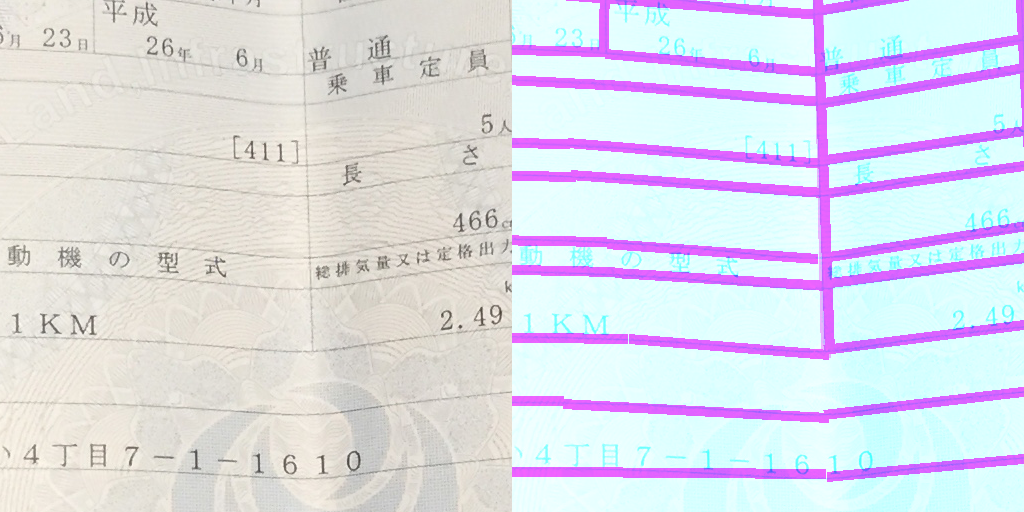 平成
月 23日 26年 6月 普通
乗車定員
5人
[411]
長さ
466
動機の型式 総排気量又は定格出力
1KM 2.49
4丁目7-1-1610
平成
月 23日 26年 6月 普通
乗車定員
5人
[411]
長さ
466
動機の型式 総排気量又は定格出力
1KM 2.49
4丁目7-1-1610